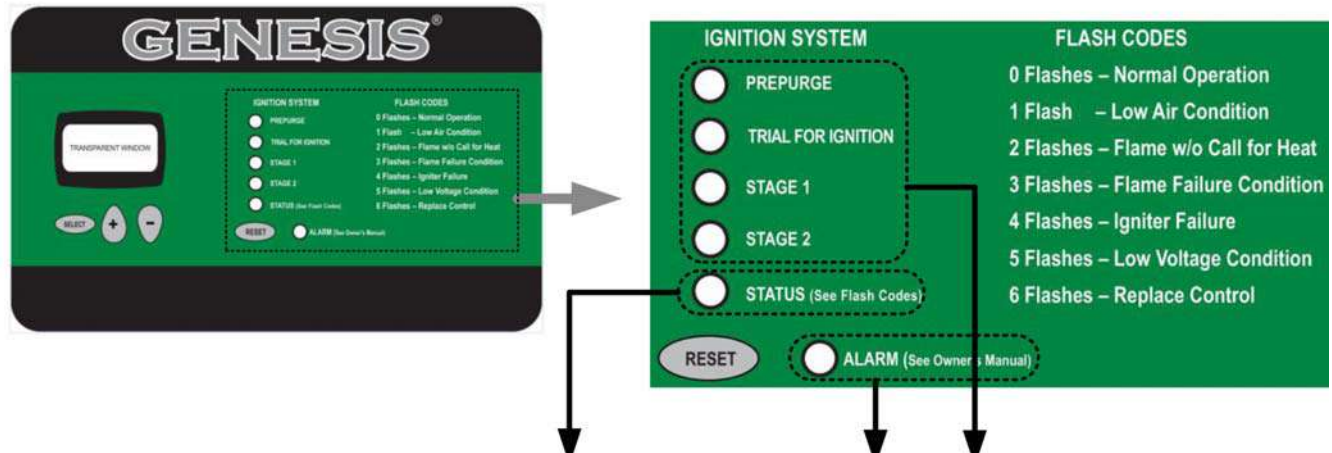 GENESIS®
TRANSPARENT WINDOW
SELECT
+
-
IGNITION SYSTEM
PREPURGE
TRIAL FOR IGNITION
STAGE 1
STAGE 2
STATUS (See Flash Codes)
RESET
ALARM (See Owner's Manual)
FLASH CODES
0 Flashes – Normal Operation
1 Flash – Low Air Condition
2 Flashes – Flame w/o Call for Heat
3 Flashes – Flame Failure Condition
4 Flashes – Igniter Failure
5 Flashes – Low Voltage Condition
6 Flashes – Replace Control
IGNITION SYSTEM
PREPURGE
TRIAL FOR IGNITION
STAGE 1
STAGE 2
STATUS (See Flash Codes)
RESET
ALARM (See Owner's Manual)
FLASH CODES
0 Flashes – Normal Operation
1 Flash – Low Air Condition
2 Flashes – Flame w/o Call for Heat
3 Flashes – Flame Failure Condition
4 Flashes – Igniter Failure
5 Flashes – Low Voltage Condition
6 Flashes – Replace Control